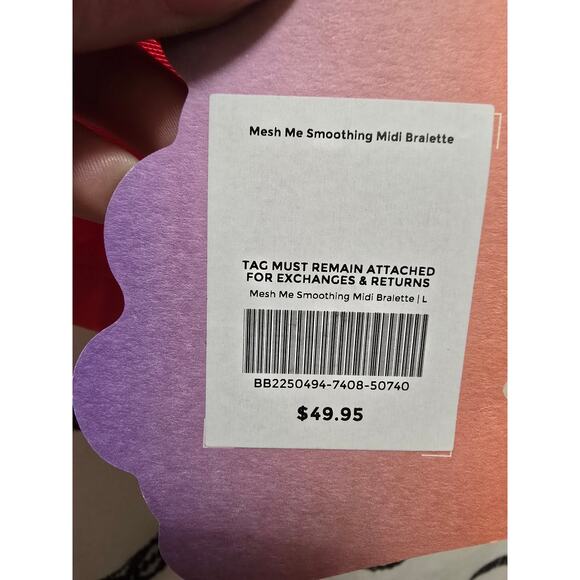 Mesh Me Smoothing Midi Bralette
TAG MUST REMAIN ATTACHED
FOR EXCHANGES & RETURNS
Mesh Me Smoothing Midi Bralette | L
BB2250494-7408-50740
$49.95